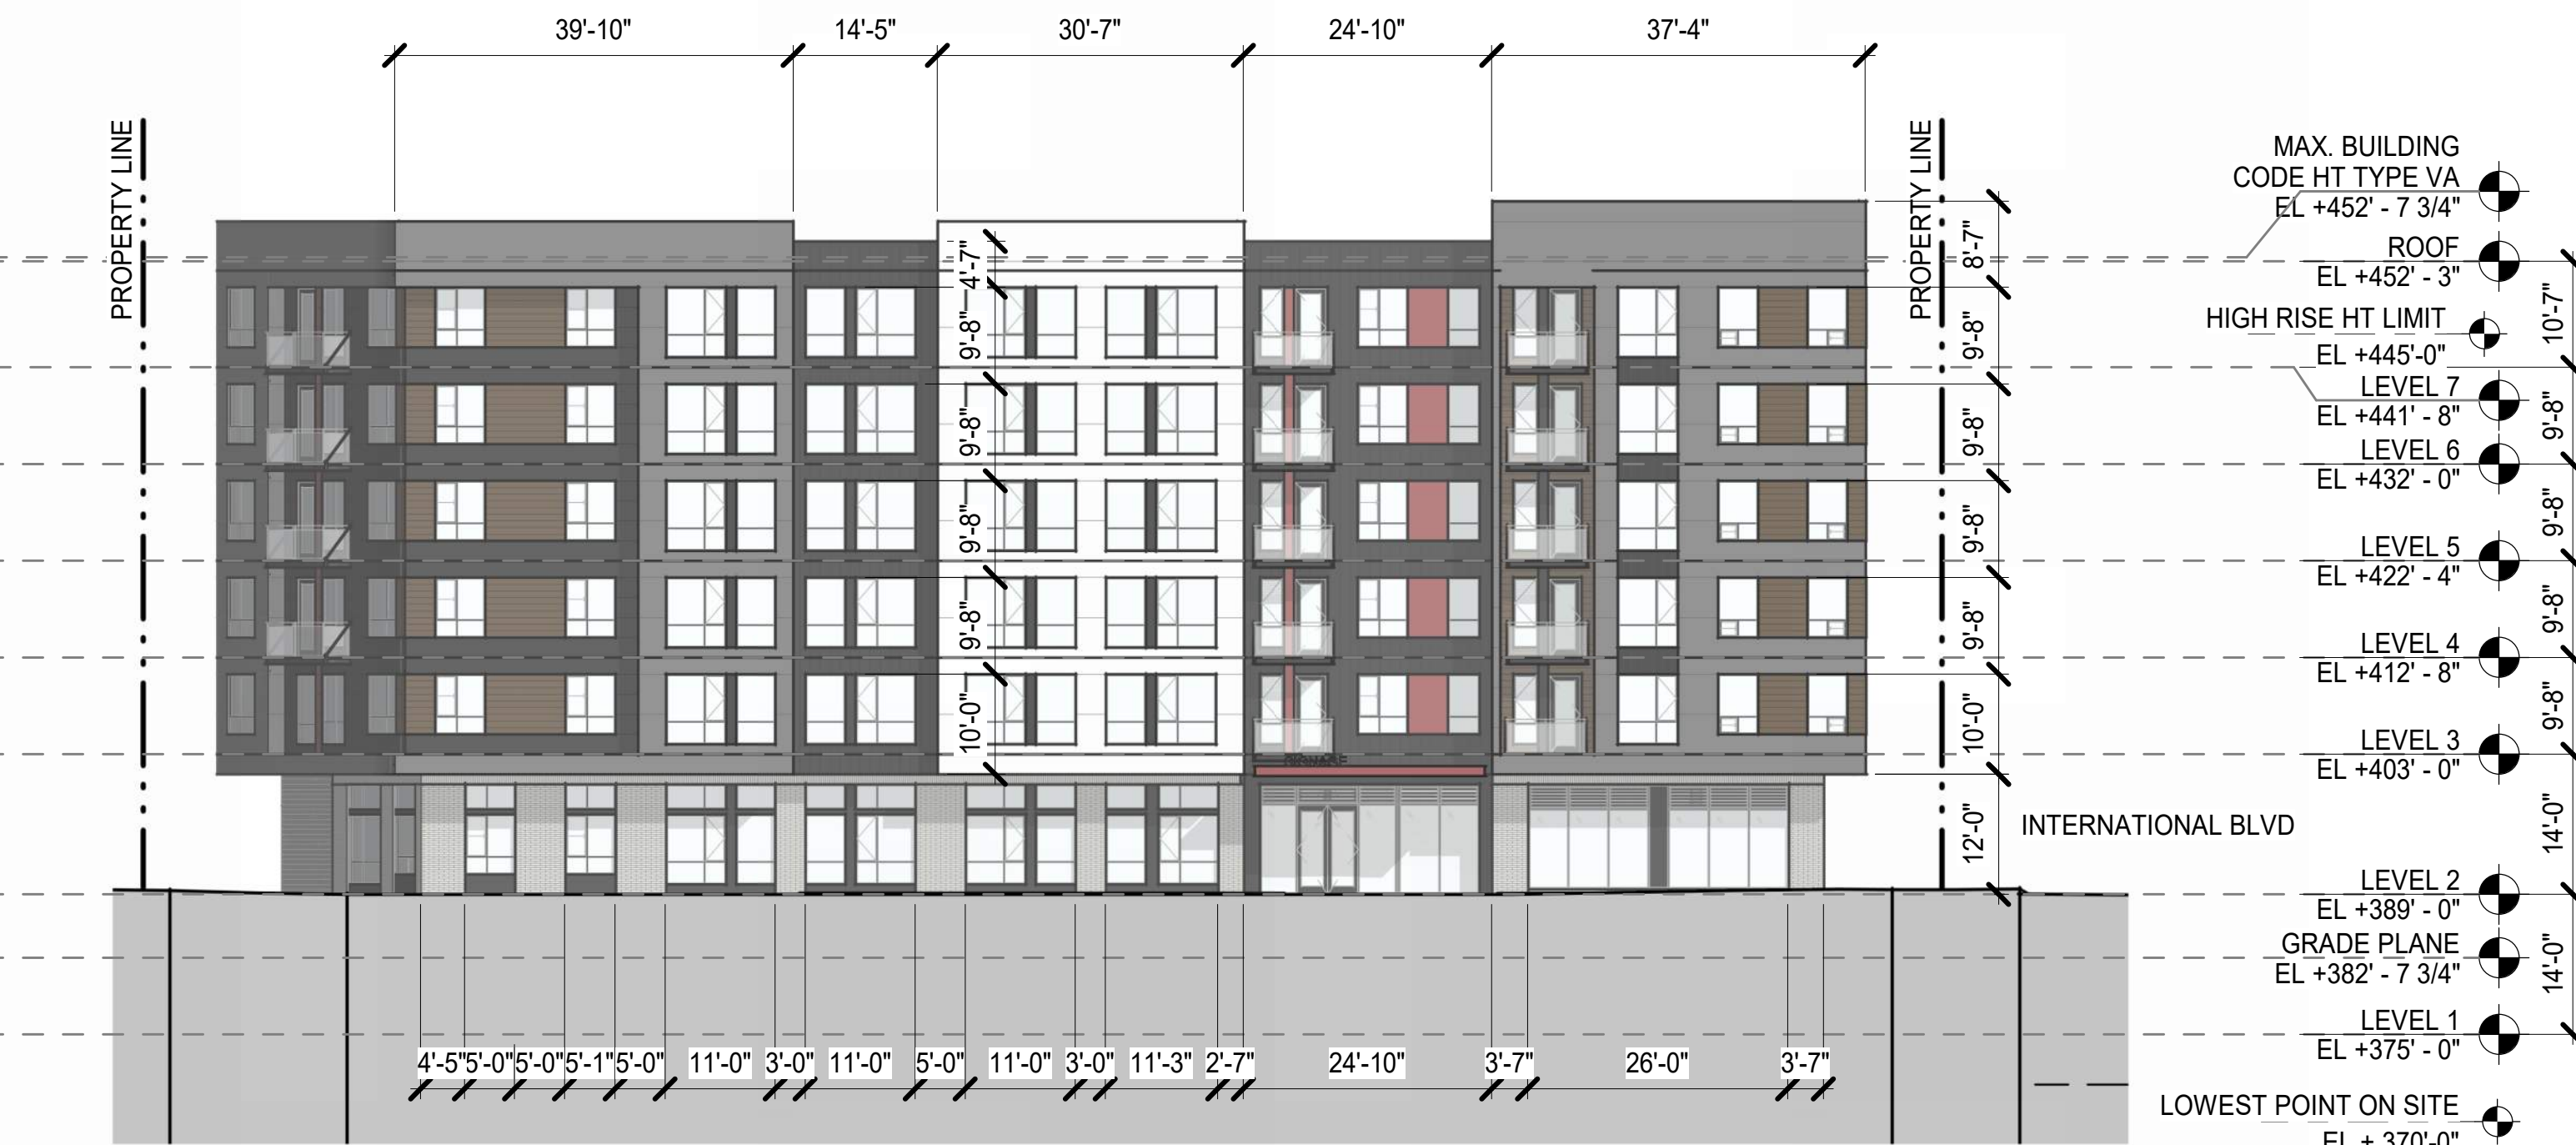 39'-10"
14'-5"
30'-7"
24'-10"
37'-4"
PROPERTY LINE
PROPERTY LINE
4'-7"
9'-8"
9'-8"
9'-8"
9'-8"
10'-0"
8'-7"
9'-8"
9'-8"
9'-8"
9'-8"
10'-0"
12'-0"
MAX. BUILDING
CODE HT TYPE VA
EL +452' - 7 3/4"
ROOF
EL +452' - 3"
HIGH RISE HT LIMIT
EL +445'-0"
LEVEL 7
EL +441' - 8"
LEVEL 6
EL +432' - 0"
LEVEL 5
EL +422' - 4"
LEVEL 4
EL +412' - 8"
LEVEL 3
EL +403' - 0"
INTERNATIONAL BLVD
LEVEL 2
EL +389' - 0"
GRADE PLANE
EL +382' - 7 3/4"
LEVEL 1
EL +375' - 0"
LOWEST POINT ON SITE
EL + 370'-0"
10'-7"
9'-8"
9'-8"
9'-8"
9'-8"
14'-0"
14'-0"
SIGNAGE
4'-5"
5'-0"
5'-0"
5'-1"
5'-0"
11'-0"
3'-0"
11'-0"
5'-0"
11'-0"
3'-0"
11'-3"
2'-7"
24'-10"
3'-7"
26'-0"
3'-7"